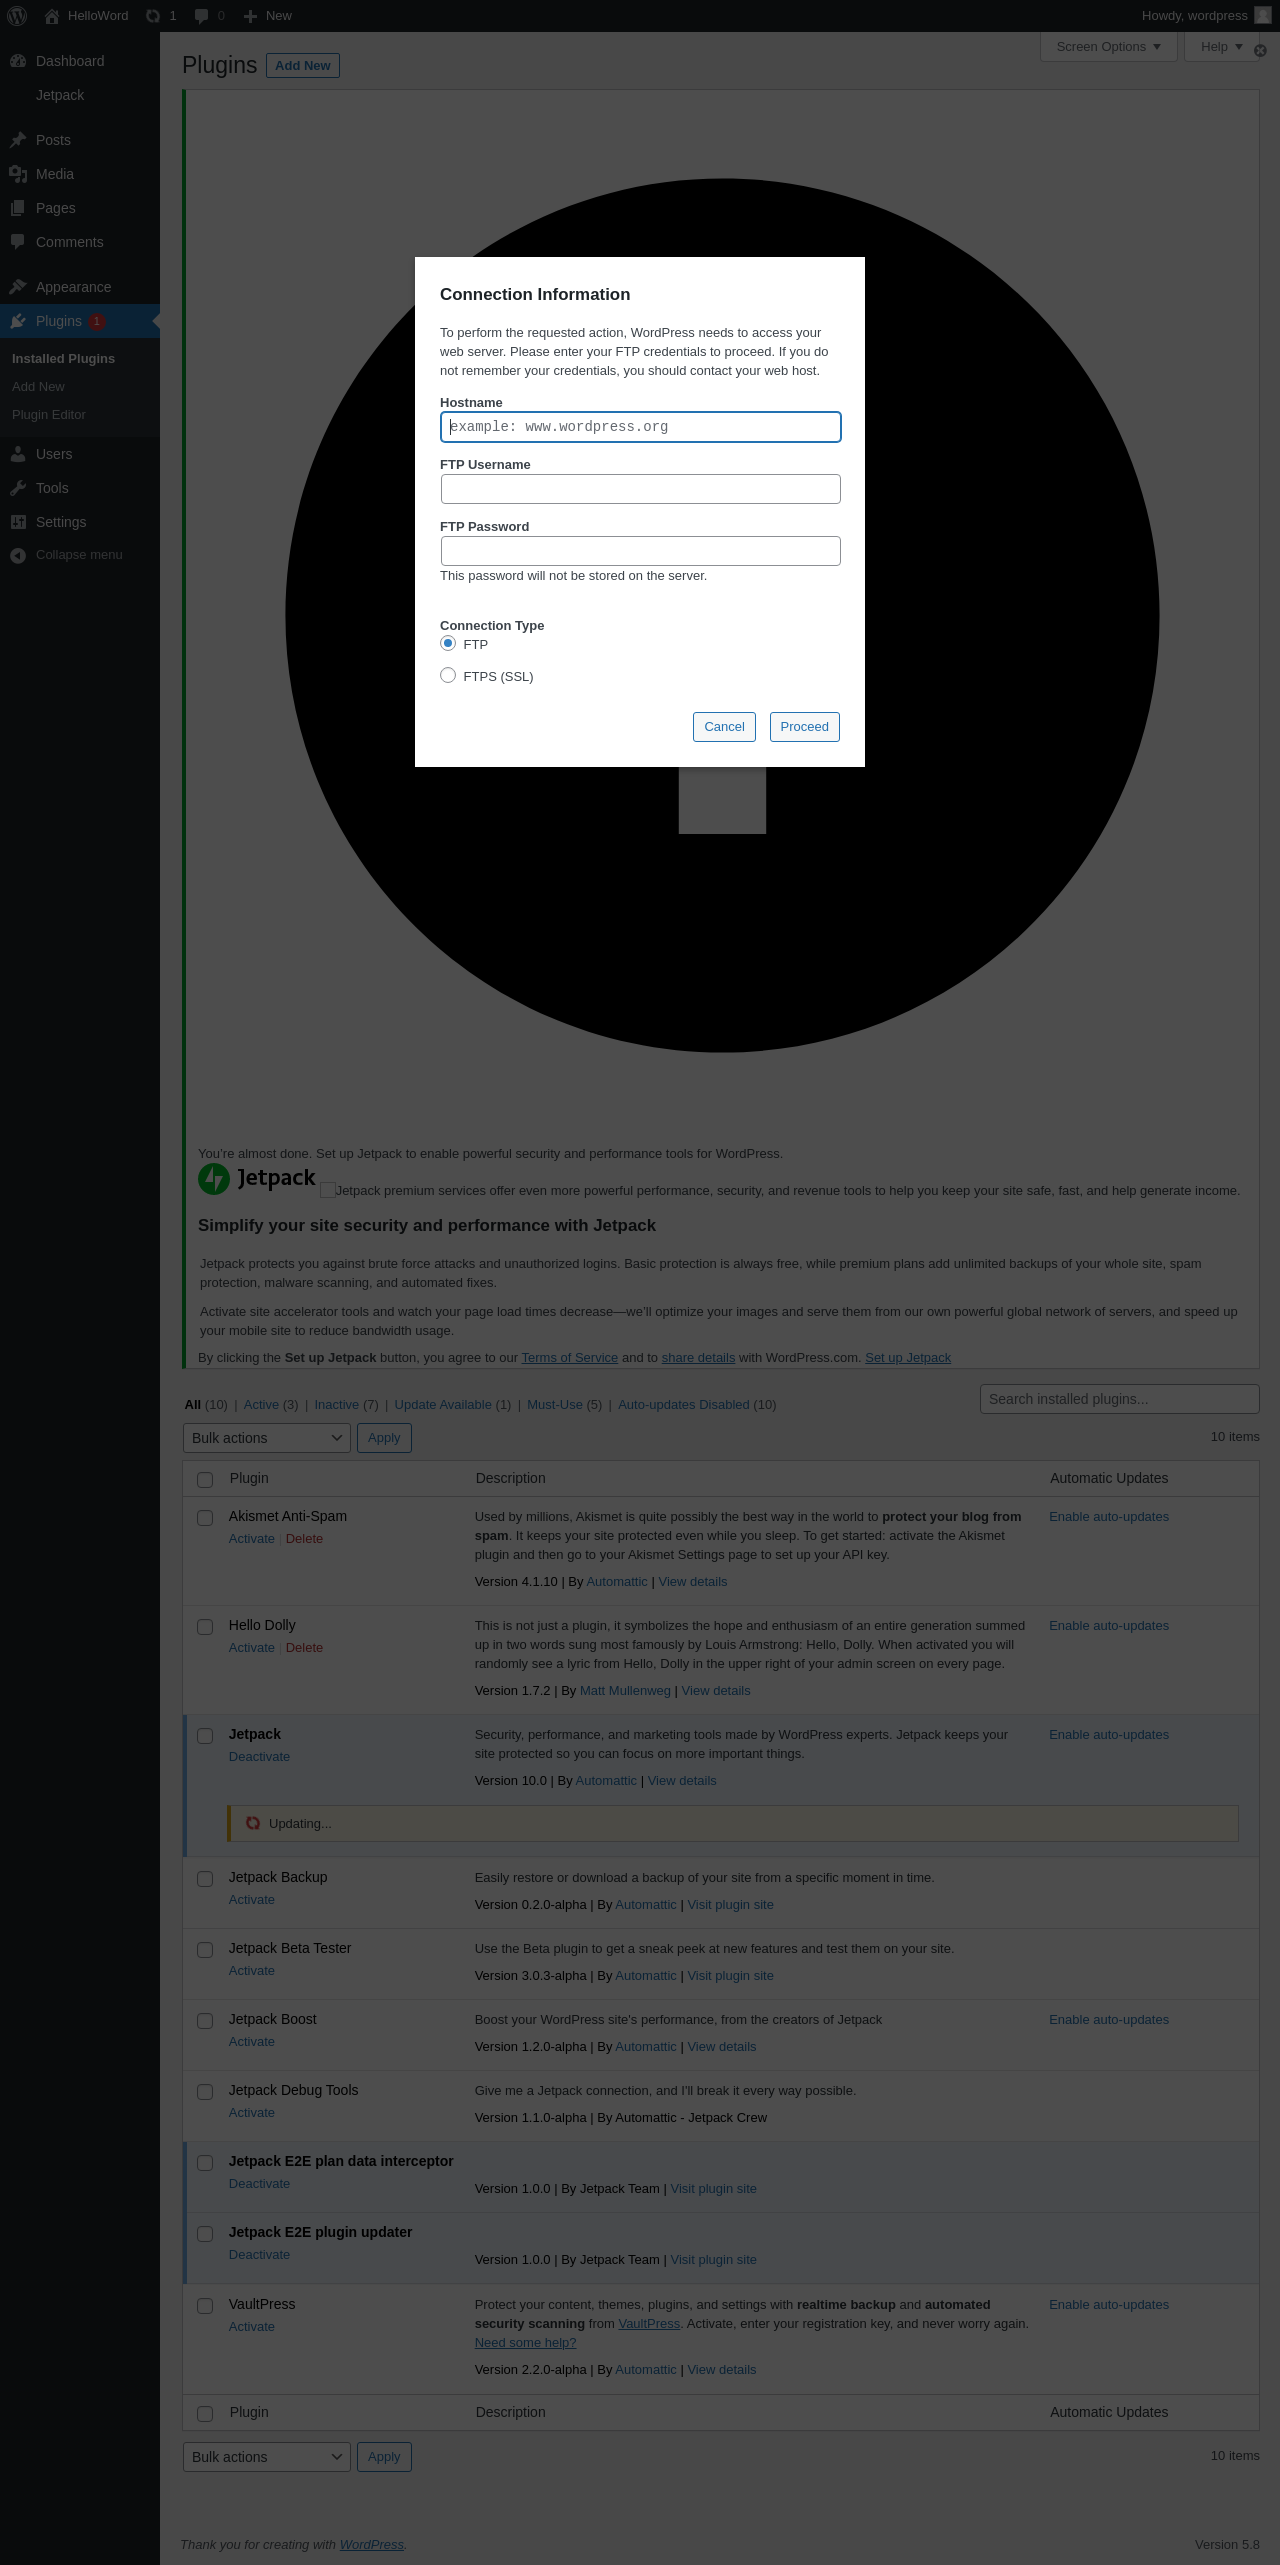 HelloWord 1 0 New Howdy, wordpress
Dashboard
Jetpack
Posts
Media
Pages
Comments
Appearance
Plugins 1
Installed Plugins
Add New
Plugin Editor
Users
Tools
Settings
Collapse menu
Screen Options Help
Plugins Add New
Connection Information
To perform the requested action, WordPress needs to access your
web server. Please enter your FTP credentials to proceed. If you do
not remember your credentials, you should contact your web host.
Hostname
example: www.wordpress.org
FTP Username
FTP Password
This password will not be stored on the server.
Connection Type
FTP
FTPS (SSL)
Cancel Proceed
You're almost done. Set up Jetpack to enable powerful security and performance tools for WordPress.
Jetpack Jetpack premium services offer even more powerful performance, security, and revenue tools to help you keep your site safe, fast, and help generate income.
Simplify your site security and performance with Jetpack
Jetpack protects you against brute force attacks and unauthorized logins. Basic protection is always free, while premium plans add unlimited backups of your whole site, spam
protection, malware scanning, and automated fixes.
Activate site accelerator tools and watch your page load times decrease—we'll optimize your images and serve them from our own powerful global network of servers, and speed up
your mobile site to reduce bandwidth usage.
By clicking the Set up Jetpack button, you agree to our Terms of Service and to share details with WordPress.com. Set up Jetpack
All (10) | Active (3) | Inactive (7) | Update Available (1) | Must-Use (5) | Auto-updates Disabled (10)
Search installed plugins...
Bulk actions Apply 10 items
Plugin Description Automatic Updates
Akismet Anti-Spam
Activate | Delete
Used by millions, Akismet is quite possibly the best way in the world to protect your blog from
spam. It keeps your site protected even while you sleep. To get started: activate the Akismet
plugin and then go to your Akismet Settings page to set up your API key.
Version 4.1.10 | By Automattic | View details
Enable auto-updates
Hello Dolly
Activate | Delete
This is not just a plugin, it symbolizes the hope and enthusiasm of an entire generation summed
up in two words sung most famously by Louis Armstrong: Hello, Dolly. When activated you will
randomly see a lyric from Hello, Dolly in the upper right of your admin screen on every page.
Version 1.7.2 | By Matt Mullenweg | View details
Enable auto-updates
Jetpack
Deactivate
Security, performance, and marketing tools made by WordPress experts. Jetpack keeps your
site protected so you can focus on more important things.
Version 10.0 | By Automattic | View details
Enable auto-updates
Updating...
Jetpack Backup
Activate
Easily restore or download a backup of your site from a specific moment in time.
Version 0.2.0-alpha | By Automattic | Visit plugin site
Jetpack Beta Tester
Activate
Use the Beta plugin to get a sneak peek at new features and test them on your site.
Version 3.0.3-alpha | By Automattic | Visit plugin site
Jetpack Boost
Activate
Boost your WordPress site's performance, from the creators of Jetpack
Version 1.2.0-alpha | By Automattic | View details
Enable auto-updates
Jetpack Debug Tools
Activate
Give me a Jetpack connection, and I'll break it every way possible.
Version 1.1.0-alpha | By Automattic - Jetpack Crew
Jetpack E2E plan data interceptor
Deactivate
Version 1.0.0 | By Jetpack Team | Visit plugin site
Jetpack E2E plugin updater
Deactivate
Version 1.0.0 | By Jetpack Team | Visit plugin site
VaultPress
Activate
Protect your content, themes, plugins, and settings with realtime backup and automated
security scanning from VaultPress. Activate, enter your registration key, and never worry again.
Need some help?
Version 2.2.0-alpha | By Automattic | View details
Enable auto-updates
Plugin Description Automatic Updates
Bulk actions Apply 10 items
Thank you for creating with WordPress. Version 5.8